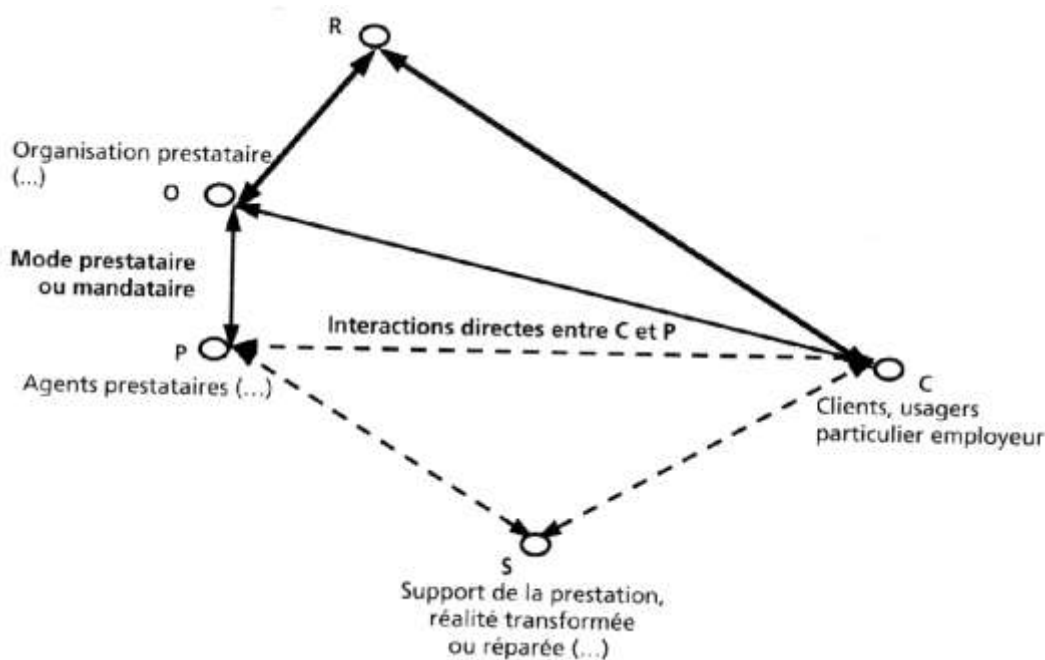 R
Organisation prestataire
(...)
O
Mode prestataire
ou mandataire
Interactions directes entre C et P
P
Agents prestataires (...)
C
Clients, usagers
particulier employeur
S
Support de la prestation,
réalité transformée
ou réparée (...)